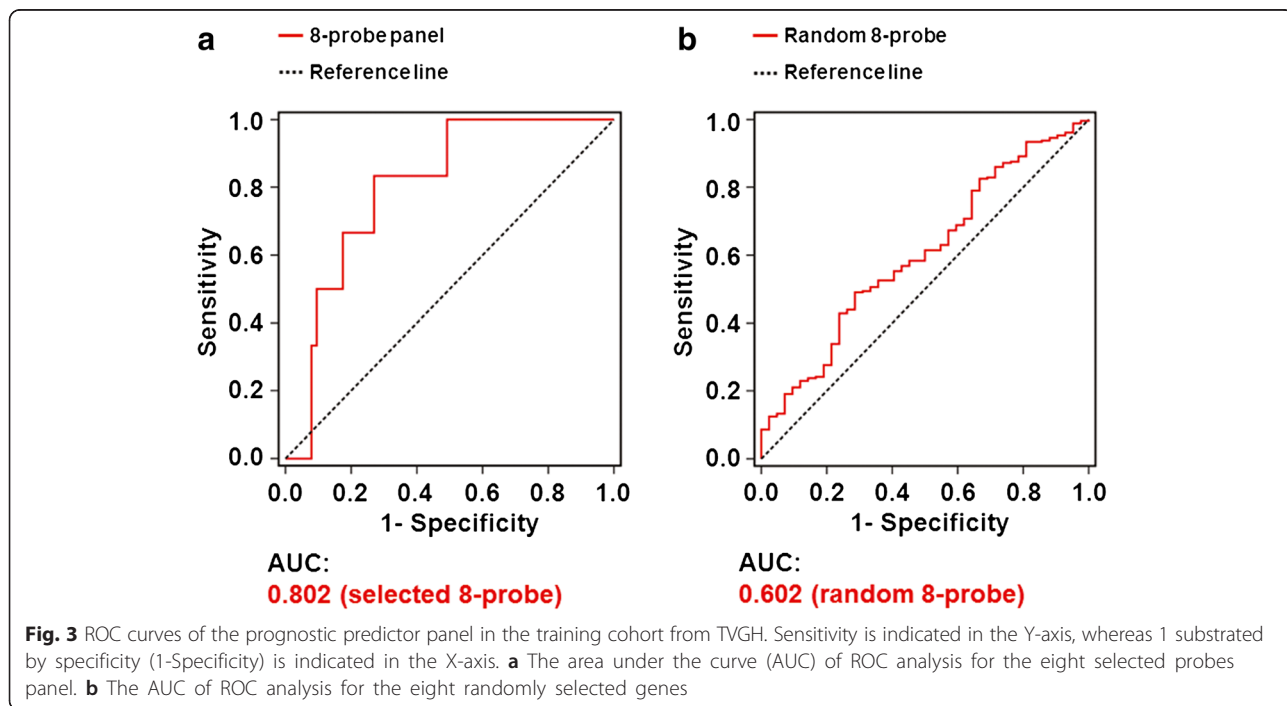 a
8-probe panel
Reference line
1.0
0.8
0.6
0.4
0.2
0.0
Sensitivity
0.0 0.2 0.4 0.6 0.8 1.0
1- Specificity
AUC:
0.802 (selected 8-probe)
b
Random 8-probe
Reference line
1.0
0.8
0.6
0.4
0.2
0.0
Sensitivity
0.0 0.2 0.4 0.6 0.8 1.0
1- Specificity
AUC:
0.602 (random 8-probe)
Fig. 3 ROC curves of the prognostic predictor panel in the training cohort from TVGH. Sensitivity is indicated in the Y-axis, whereas 1 substrated
by specificity (1-Specificity) is indicated in the X-axis. a The area under the curve (AUC) of ROC analysis for the eight selected probes
panel. b The AUC of ROC analysis for the eight randomly selected genes